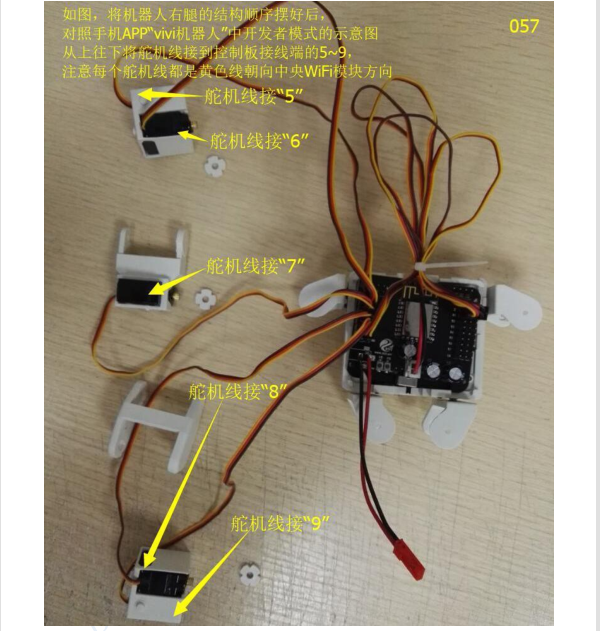 如图，将机器人右腿的结构顺序摆好后，
对照手机APP“vivi机器人”中开发者模式的示意图
从上往下将舵机线接到控制板接线端的5~9，
注意每个舵机线都是黄色线朝向中央WiFi模块方向
057
舵机线接“5”
舵机线接“6”
舵机线接“7”
舵机线接“8”
舵机线接“9”